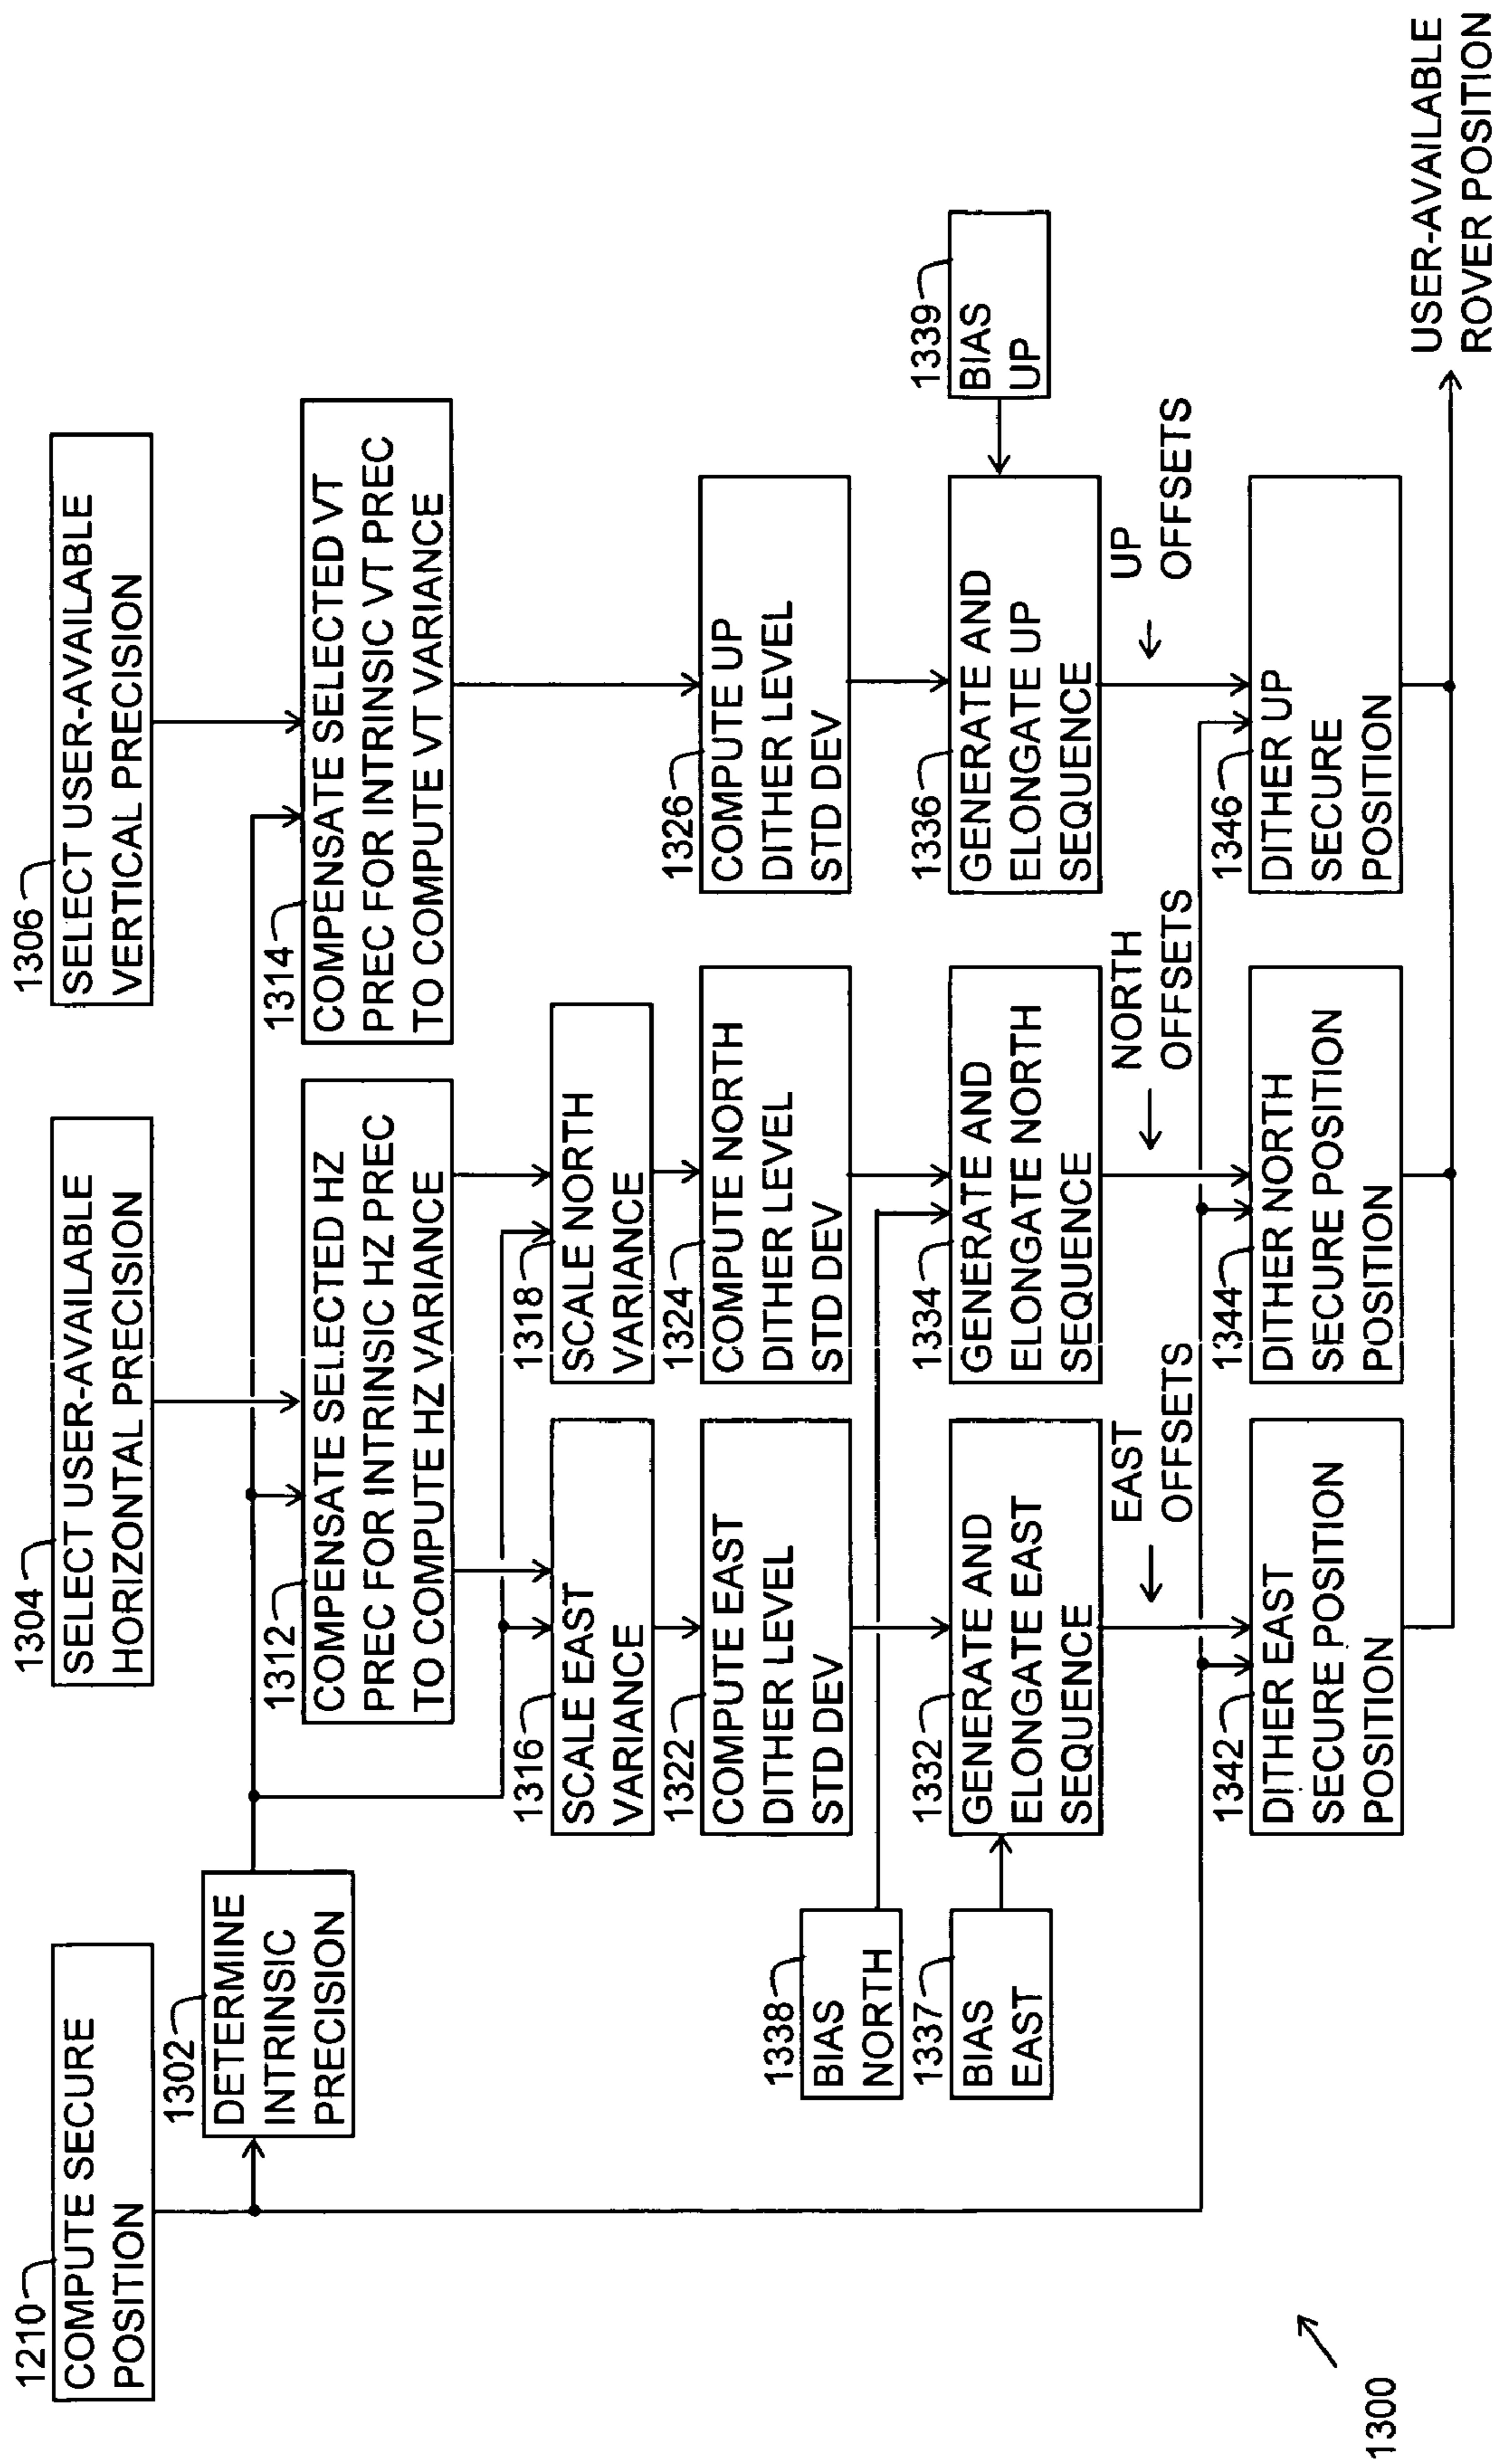 1210
COMPUTE SECURE
POSITION
1304
SELECT USER-AVAILABLE
HORIZONTAL PRECISION
1306
SELECT USER-AVAILABLE
VERTICAL PRECISION
1302
DETERMINE
INTRINSIC
PRECISION
1312
COMPENSATE SELECTED HZ
PREC FOR INTRINSIC HZ PREC
TO COMPUTE HZ VARIANCE
1314
COMPENSATE SELECTED VT
PREC FOR INTRINSIC VT PREC
TO COMPUTE VT VARIANCE
1316
SCALE EAST
VARIANCE
1318
SCALE NORTH
VARIANCE
1322
COMPUTE EAST
DITHER LEVEL
STD DEV
1324
COMPUTE NORTH
DITHER LEVEL
STD DEV
1326
COMPUTE UP
DITHER LEVEL
STD DEV
1338
BIAS
NORTH
1337
BIAS
EAST
1332
GENERATE AND
ELONGATE EAST
SEQUENCE
1334
GENERATE AND
ELONGATE NORTH
SEQUENCE
1336
GENERATE AND
ELONGATE UP
SEQUENCE
1339
BIAS
UP
EAST
OFFSETS
NORTH
OFFSETS
UP
OFFSETS
1342
DITHER EAST
SECURE POSITION
POSITION
1344
DITHER NORTH
SECURE POSITION
POSITION
1346
DITHER UP
SECURE
POSITION
USER-AVAILABLE
ROVER POSITION
1300